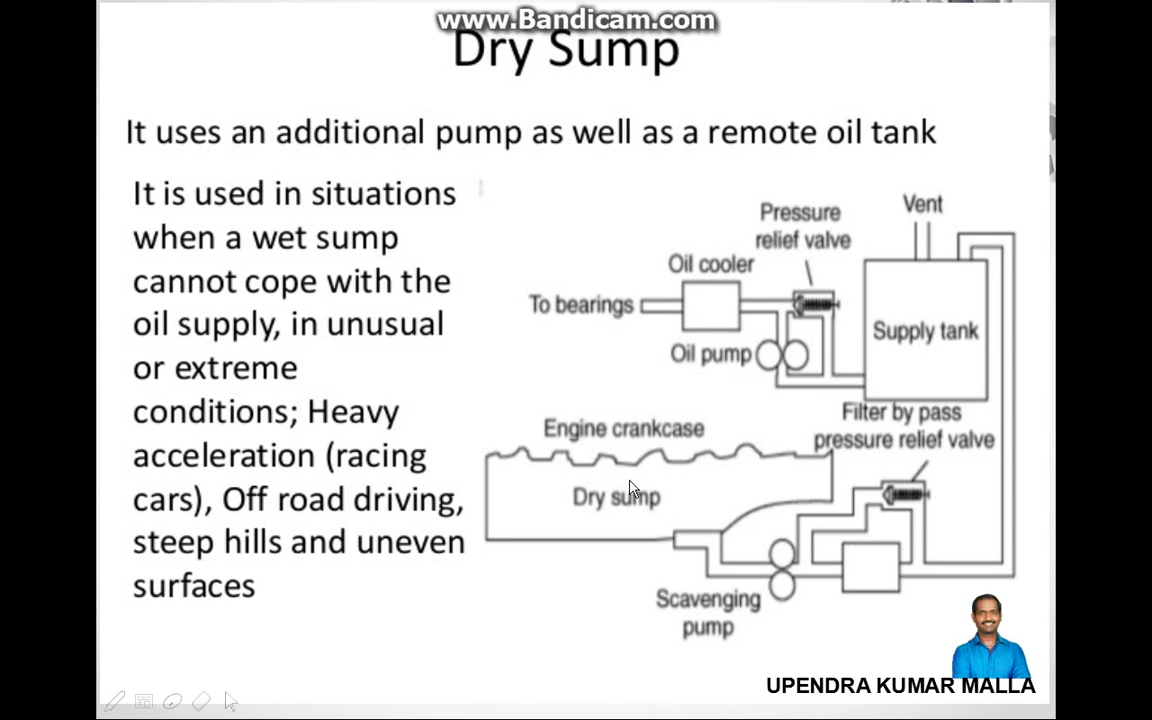 www.Bandicam.com
Dry Sump
It uses an additional pump as well as a remote oil tank
It is used in situations
when a wet sump
cannot cope with the
oil supply, in unusual
or extreme
conditions; Heavy
acceleration (racing
cars), Off road driving,
steep hills and uneven
surfaces
Vent
Pressure
relief valve
Oil cooler
To bearings
Supply tank
Oil pump
Filter by pass
pressure relief valve
Engine crankcase
Dry sump
Scavenging
pump
UPENDRA KUMAR MALLA